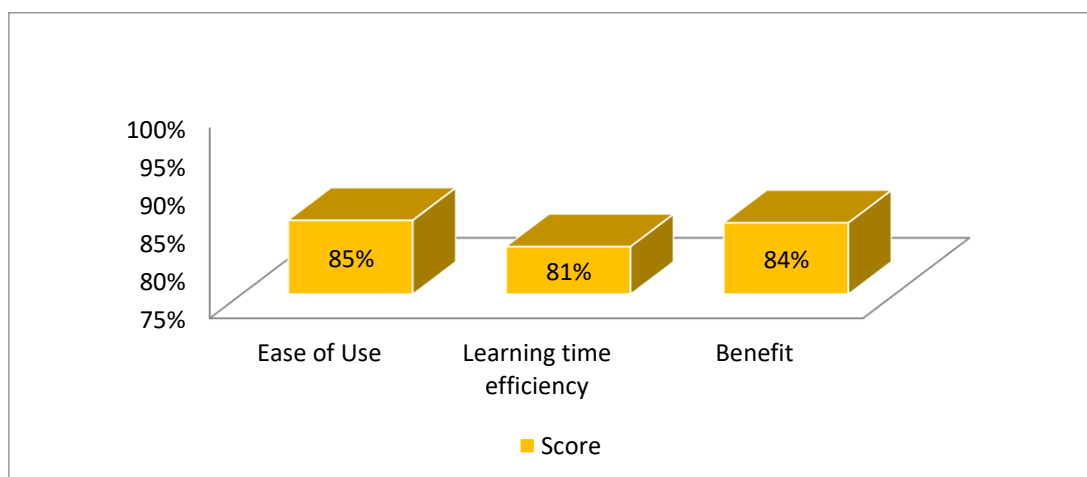 100%
95%
90%
85%
80%
75%
85%
81%
84%
Ease of Use
Learning time
efficiency
Benefit
Score